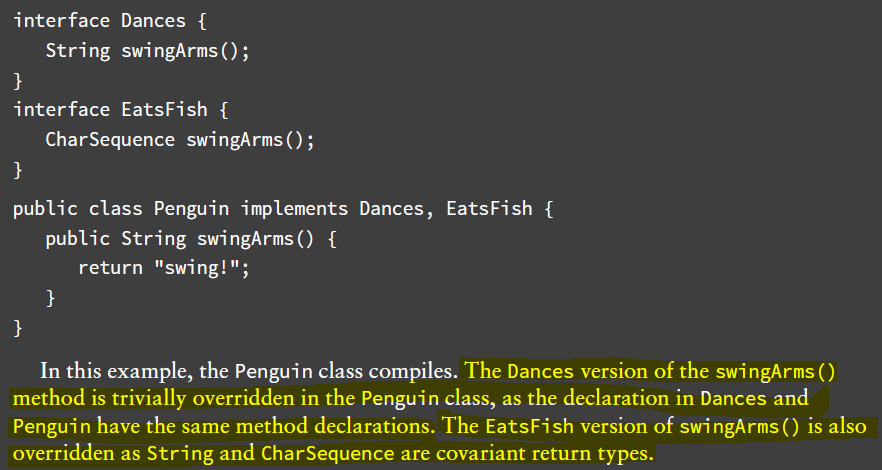 interface Dances {
String swingArms();
}
interface EatsFish {
CharSequence swingArms();
}
public class Penguin implements Dances, EatsFish {
public String swingArms() {
return "swing!";
}
}
In this example, the Penguin class compiles. The Dances version of the swingArms()
method is trivially overridden in the Penguin class, as the declaration in Dances and
Penguin have the same method declarations. The EatsFish version of swingArms() is also
overridden as String and CharSequence are covariant return types.